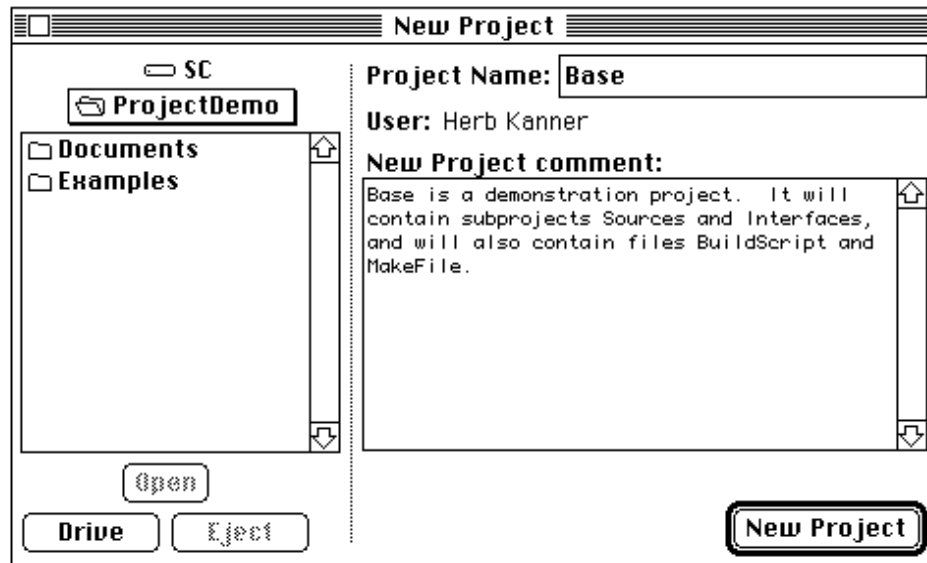 New Project
SC
ProjectDemo
Documents
Examples
Open
Drive
Eject
Project Name: Base
User: Herb Kanner
New Project comment:
Base is a demonstration project.  It will
contain subprojects Sources and Interfaces,
and will also contain files BuildScript and
MakeFile.
New Project